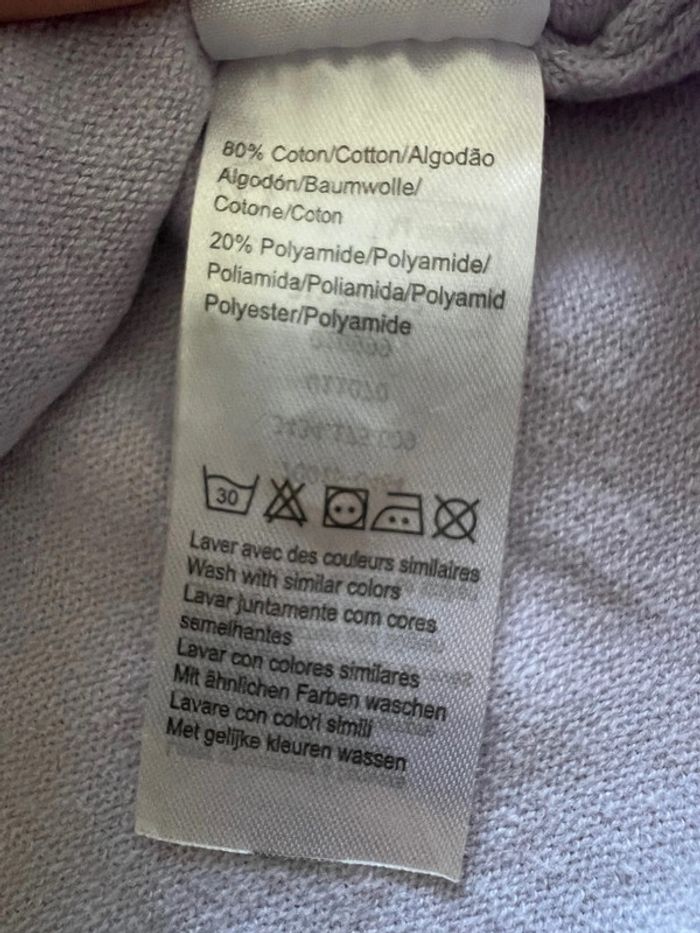 80% Coton/Cotton/Algodão
Algodón/Baumwolle/
Cotone/Coton
20% Polyamide/Polyamide/
Poliamida/Poliamida/Polyamid
Polyester/Polyamide
30
Laver avec des couleurs similaires
Wash with similar colors
Lavar juntamente com cores
semelhantes
Lavar con colores similares
Mit ähnlichen Farben waschen
Lavare con colori simili
Met gelijke kleuren wassen